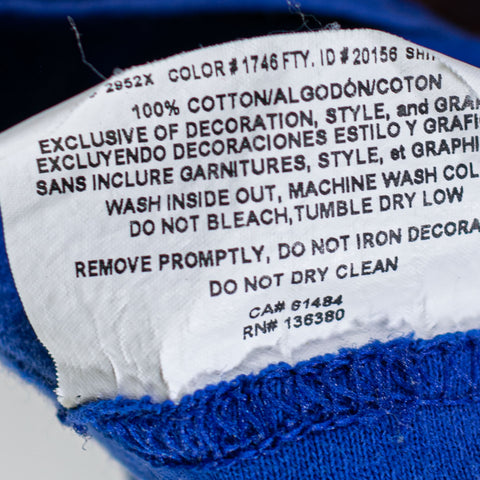 2952X COLOR # 1746 FTY. ID # 20156
100% COTTON/ALGODÓN/COTON
EXCLUSIVE OF DECORATION, STYLE, and
EXCLUYENDO DECORACIONES ESTILO Y
SANS INCLURE GARNITURES, STYLE, et
WASH INSIDE OUT, MACHINE WASH
DO NOT BLEACH, TUMBLE DRY LOW
REMOVE PROMPTLY, DO NOT IRON
DO NOT DRY CLEAN
CA# 61484
RN# 136380